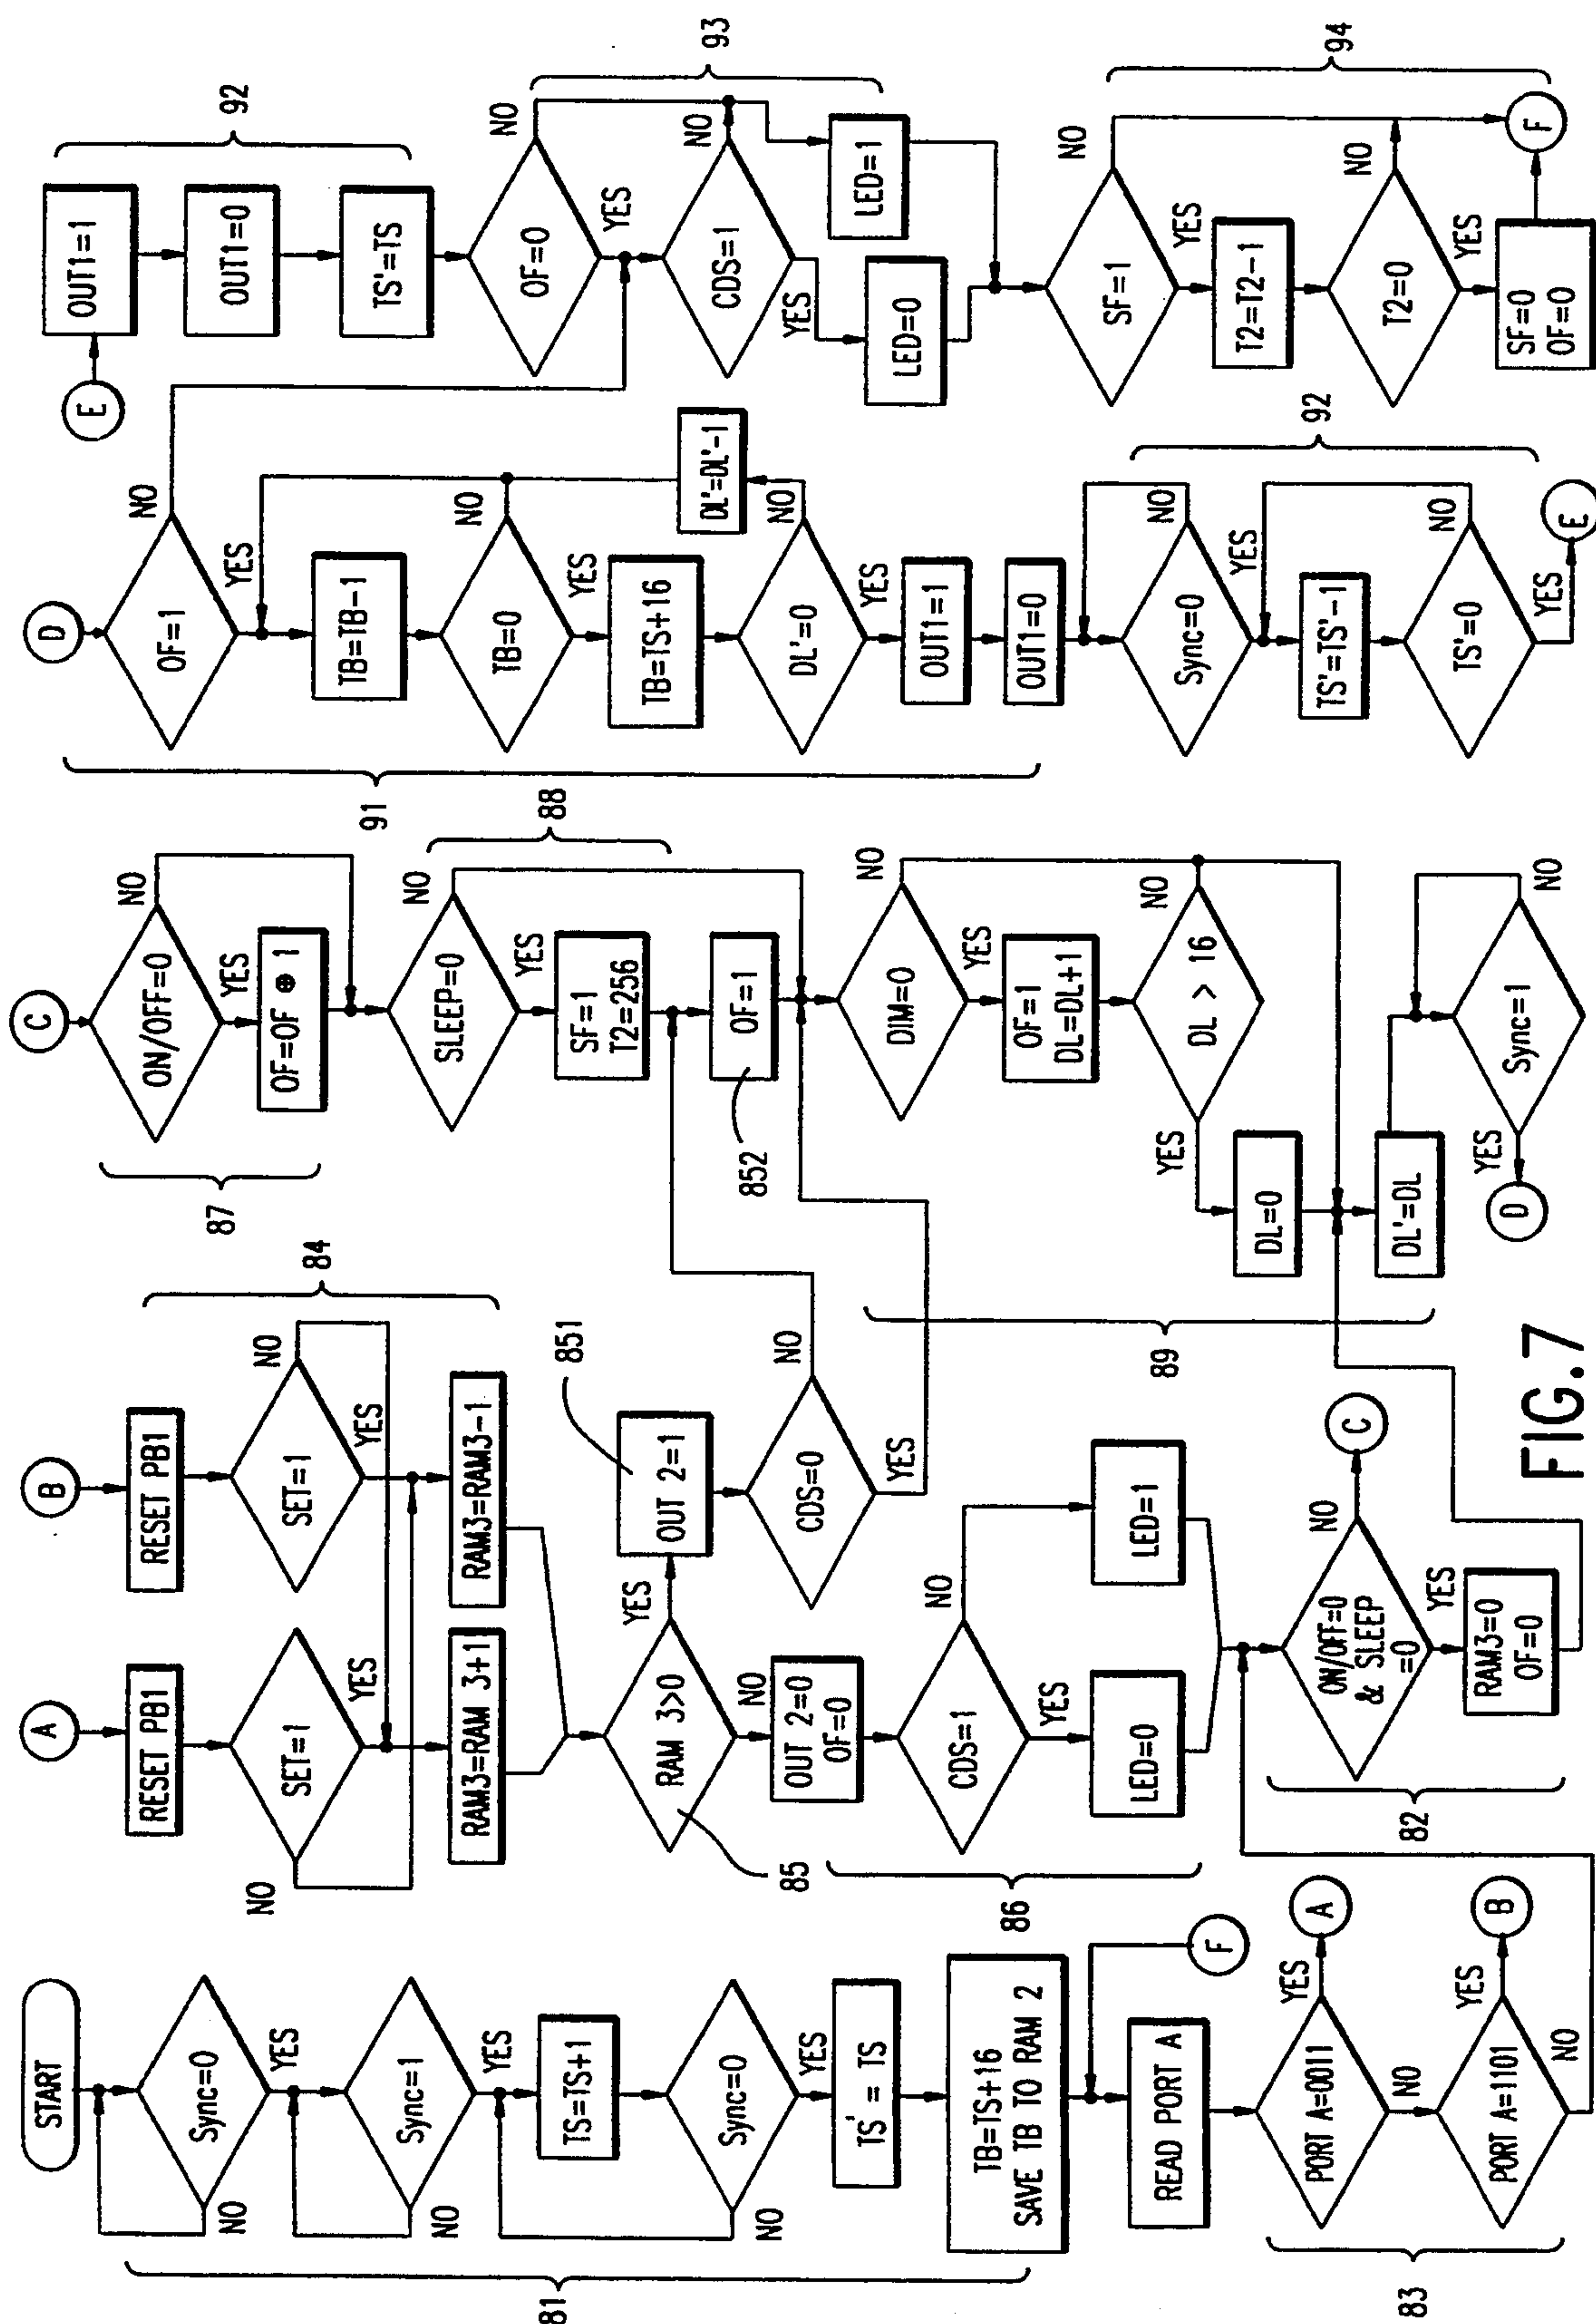 START
Sync=0
NO
YES
Sync=1
NO
YES
TS=TS+1
Sync=0
NO
YES
TS' = TS
TB=TS+16
SAVE TB TO RAM 2
81
F
READ PORT A
PORT A=0011
YES
A
NO
PORT A=1101
YES
B
NO
83
A
RESET PB1
SET=1
NO
YES
RAM3=RAM 3+1
B
RESET PB1
SET=1
NO
YES
RAM3=RAM3-1
84
RAM 3>0
85
YES
NO
OUT 2=1
851
CDS=0
NO
YES
OUT 2=0
OF=0
CDS=1
NO
YES
LED=0
LED=1
86
ON/OFF=0
& SLEEP
=0
NO
C
YES
RAM3=0
OF=0
82
C
ON/OFF=0
NO
YES
OF=OF ⊕ 1
87
SLEEP=0
NO
YES
SF=1
T2=256
88
OF=1
852
DIM=0
NO
YES
OF=1
DL=DL+1
DL > 16
NO
YES
DL=0
DL'=DL
89
Sync=1
NO
YES
D
D
OF=1
NO
YES
TB=TB-1
TB=0
NO
YES
TB=TS+16
DL'=0
NO
DL'=DL'-1
YES
OUT1=1
OUT1=0
91
Sync=0
NO
YES
TS'=TS'-1
TS'=0
NO
YES
E
92
E
OUT1=1
OUT1=0
TS'=TS
92
OF=0
NO
YES
CDS=1
NO
YES
LED=0
LED=1
93
SF=1
NO
YES
T2=T2-1
T2=0
NO
YES
SF=0
OF=0
F
94
FIG.7